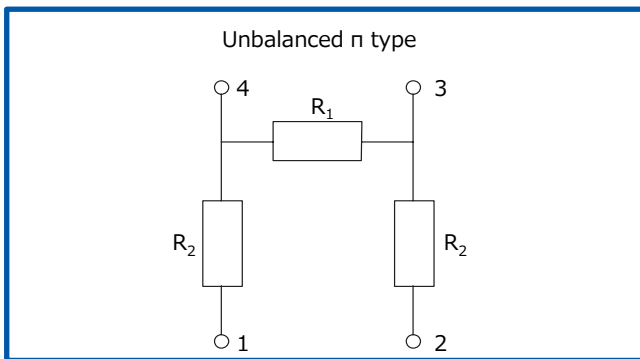 Unbalanced π type
4
3
R₁
R₂
R₂
1
2